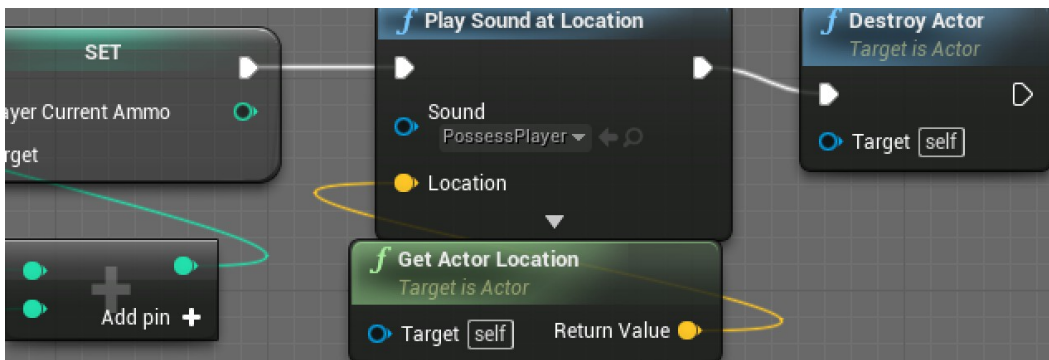 SET
ayer Current Ammo
rget
Add pin
Play Sound at Location
Sound
PossessPlayer
Location
Get Actor Location
Target is Actor
Target self
Return Value
Destroy Actor
Target is Actor
Target self